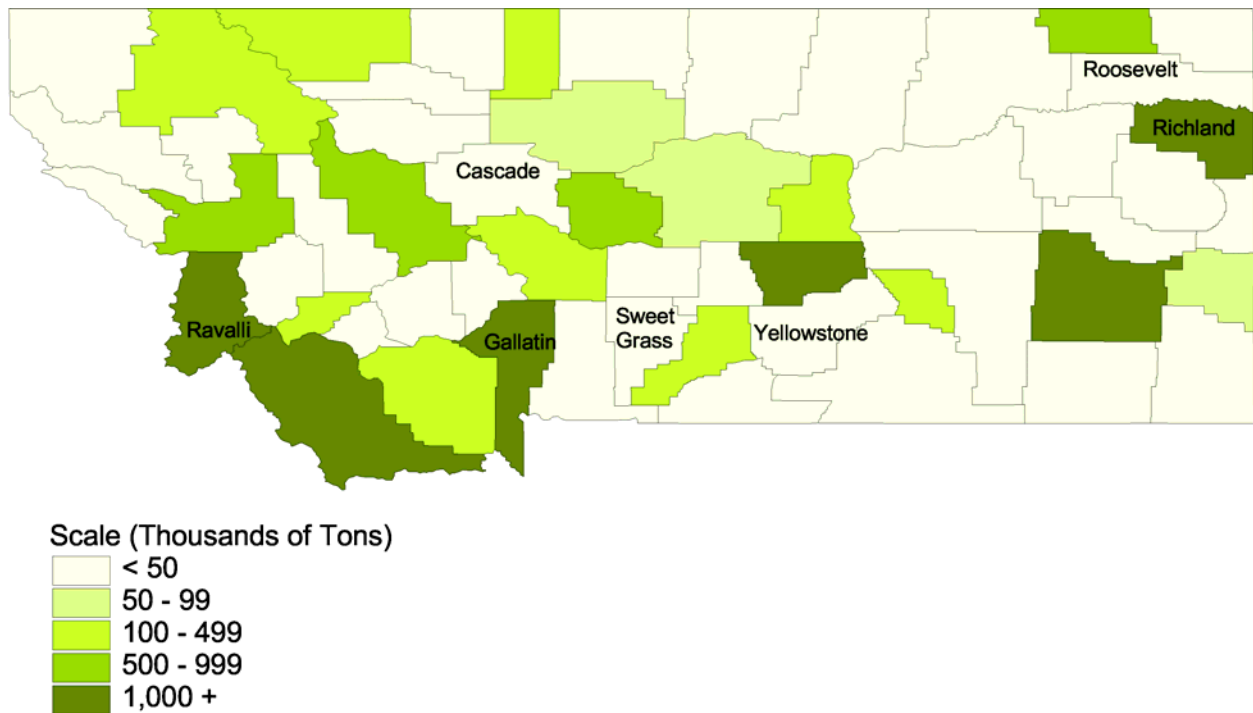 Roosevelt
Richland
Cascade
Ravalli
Gallatin
Sweet
Grass
Yellowstone
Scale (Thousands of Tons)
< 50
50 - 99
100 - 499
500 - 999
1,000 +